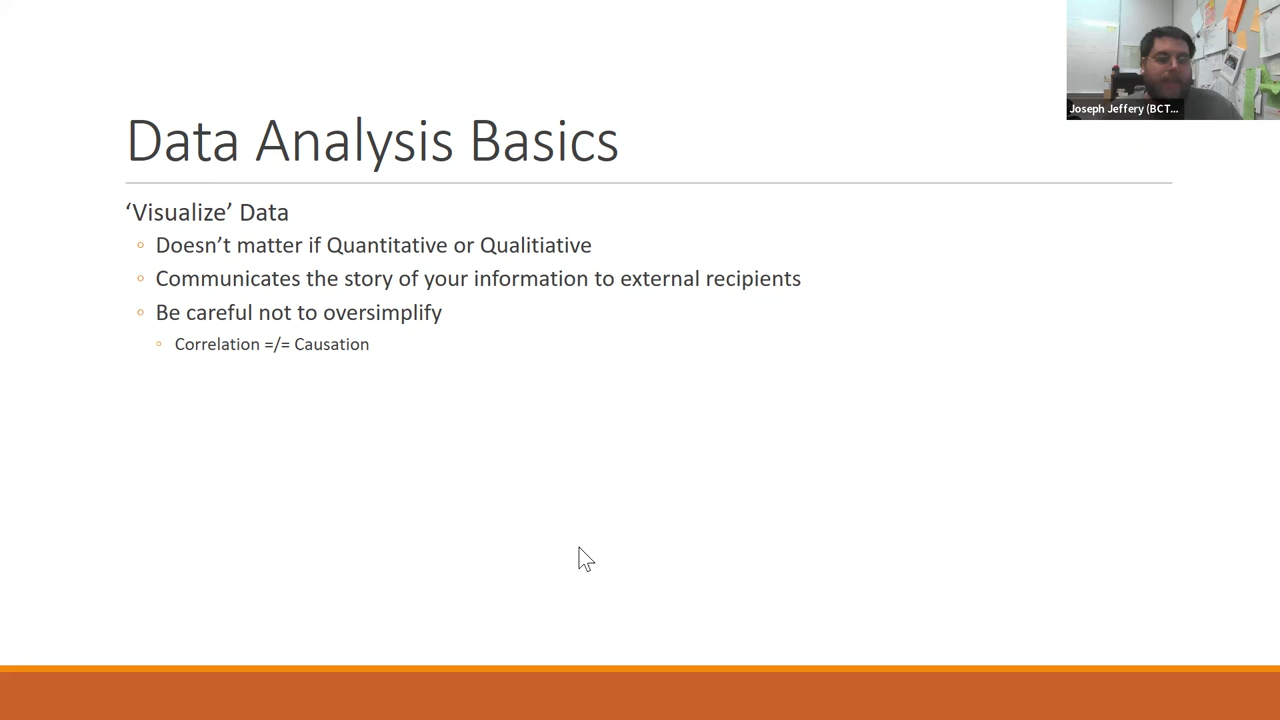 Joseph Jeffery (BCT...
Data Analysis Basics
‘Visualize’ Data
Doesn’t matter if Quantitative or Qualitiative
Communicates the story of your information to external recipients
Be careful not to oversimplify
Correlation =/= Causation